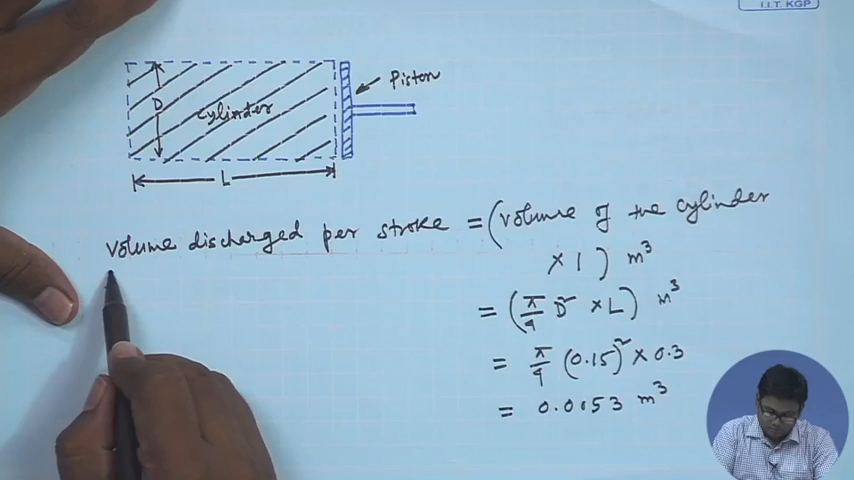 I.I.T. KGP
Piston
D
cylinder
L
volume discharged per stroke = (volume of the cylinder
× 1) m³
= (π/4 D² × L) m³
= π/4 (0.15)² × 0.3
= 0.0053 m³